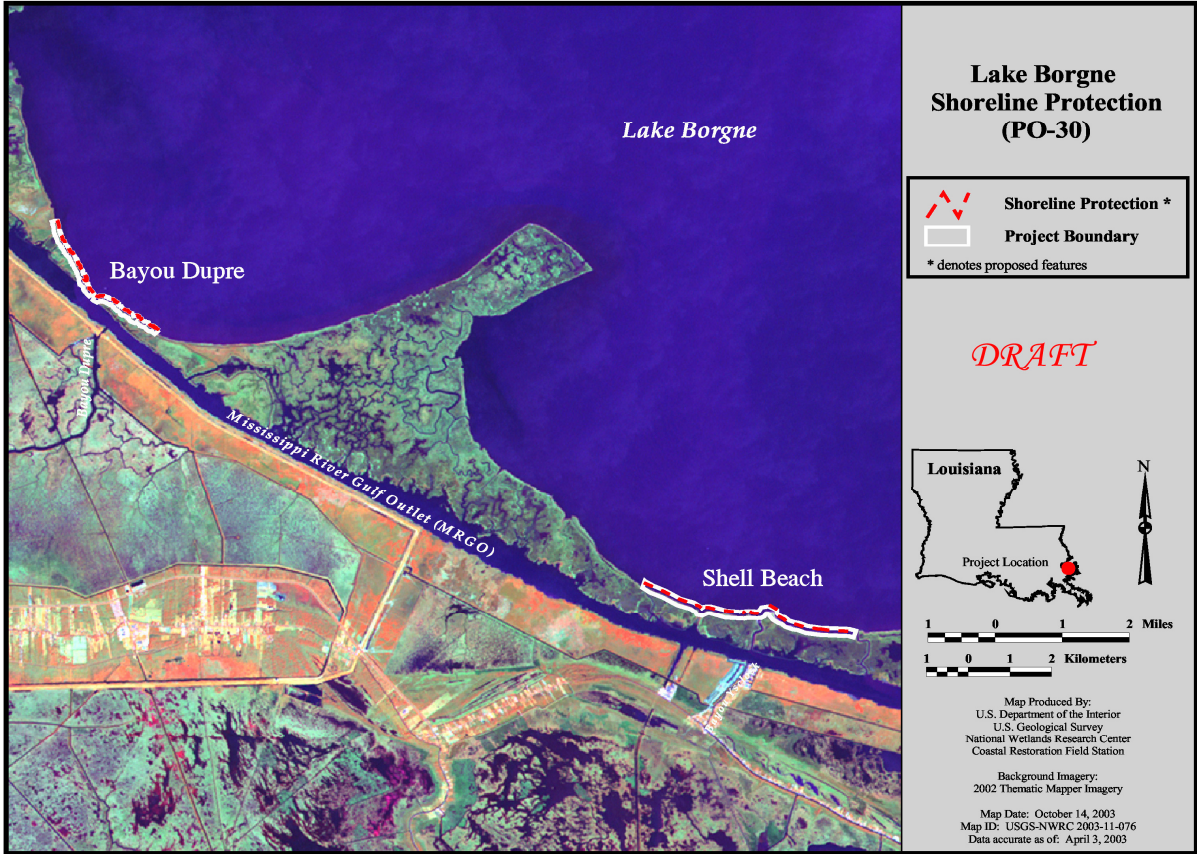 Lake Borgne
Bayou Dupre
Bayou Dupre
Mississippi River Gulf Outlet (MRGO)
Shell Beach
Lake Borgne
Shoreline Protection
(PO-30)
Shoreline Protection *
Project Boundary
* denotes proposed features
DRAFT
Louisiana
Project Location
N
1 0 1 2 Miles
1 0 1 2 Kilometers
Map Produced By:
U.S. Department of the Interior
U.S. Geological Survey
National Wetlands Research Center
Coastal Restoration Field Station
Background Imagery:
2002 Thematic Mapper Imagery
Map Date: October 14, 2003
Map ID: USGS-NWRC 2003-11-076
Data accurate as of: April 3, 2003